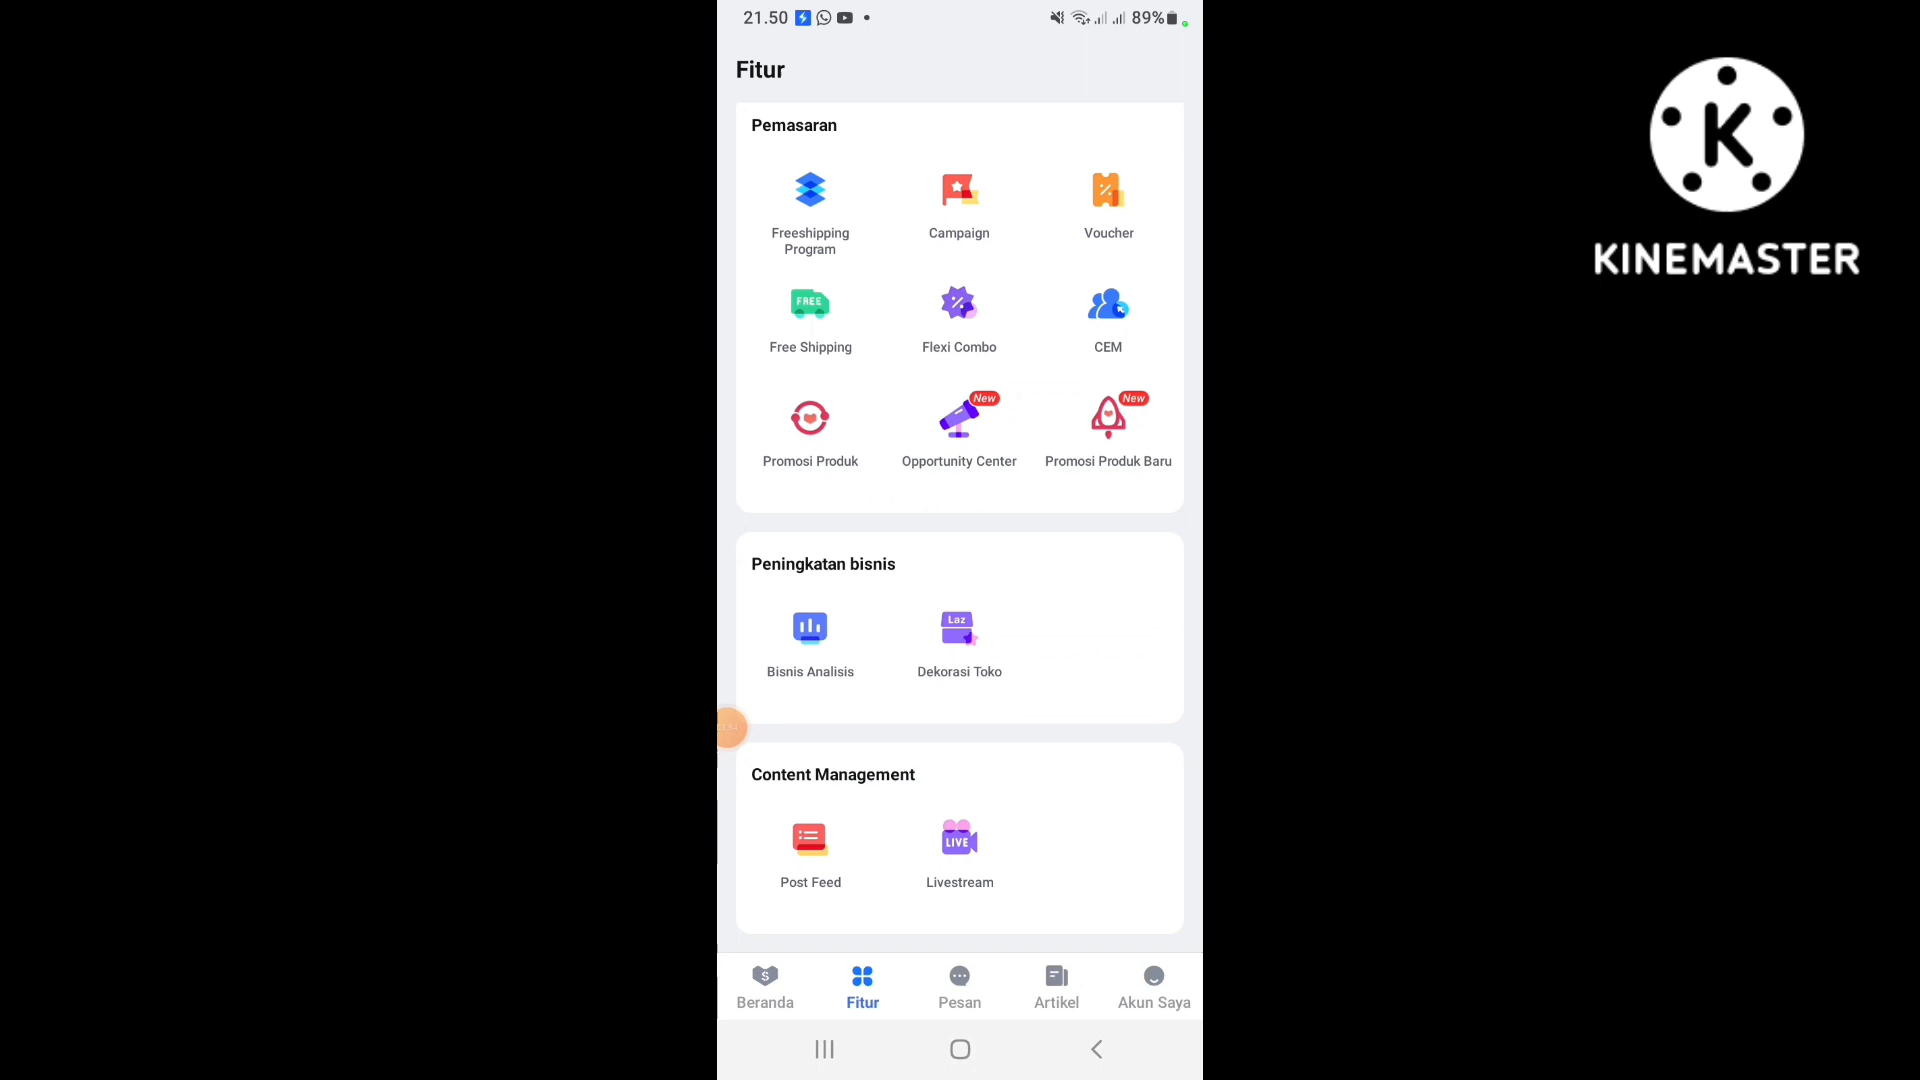 21.50
89%
Fitur
KINEMASTER
Pemasaran
Freeshipping Program
Campaign
Voucher
FREE
Free Shipping
Flexi Combo
CEM
New
New
Promosi Produk
Opportunity Center
Promosi Produk Baru
Peningkatan bisnis
Laz
Bisnis Analisis
Dekorasi Toko
Content Management
LIVE
Post Feed
Livestream
Beranda
Fitur
Pesan
Artikel
Akun Saya